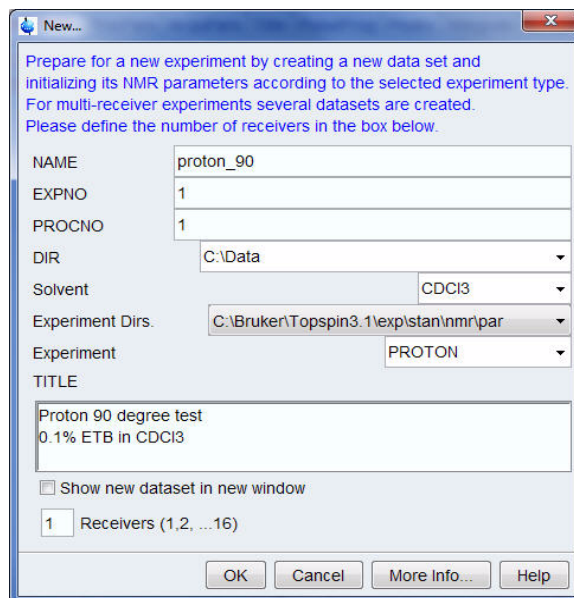 New...
Prepare for a new experiment by creating a new data set and
initializing its NMR parameters according to the selected experiment type.
For multi-receiver experiments several datasets are created.
Please define the number of receivers in the box below.
NAME proton_90
EXPNO 1
PROCNO 1
DIR C:\Data
Solvent CDCl3
Experiment Dirs. C:\Bruker\Topspin3.1\exp\stan\nmr\par
Experiment PROTON
TITLE
Proton 90 degree test
0.1% ETB in CDCl3
Show new dataset in new window
1 Receivers (1,2, ...16)
OK Cancel More Info... Help